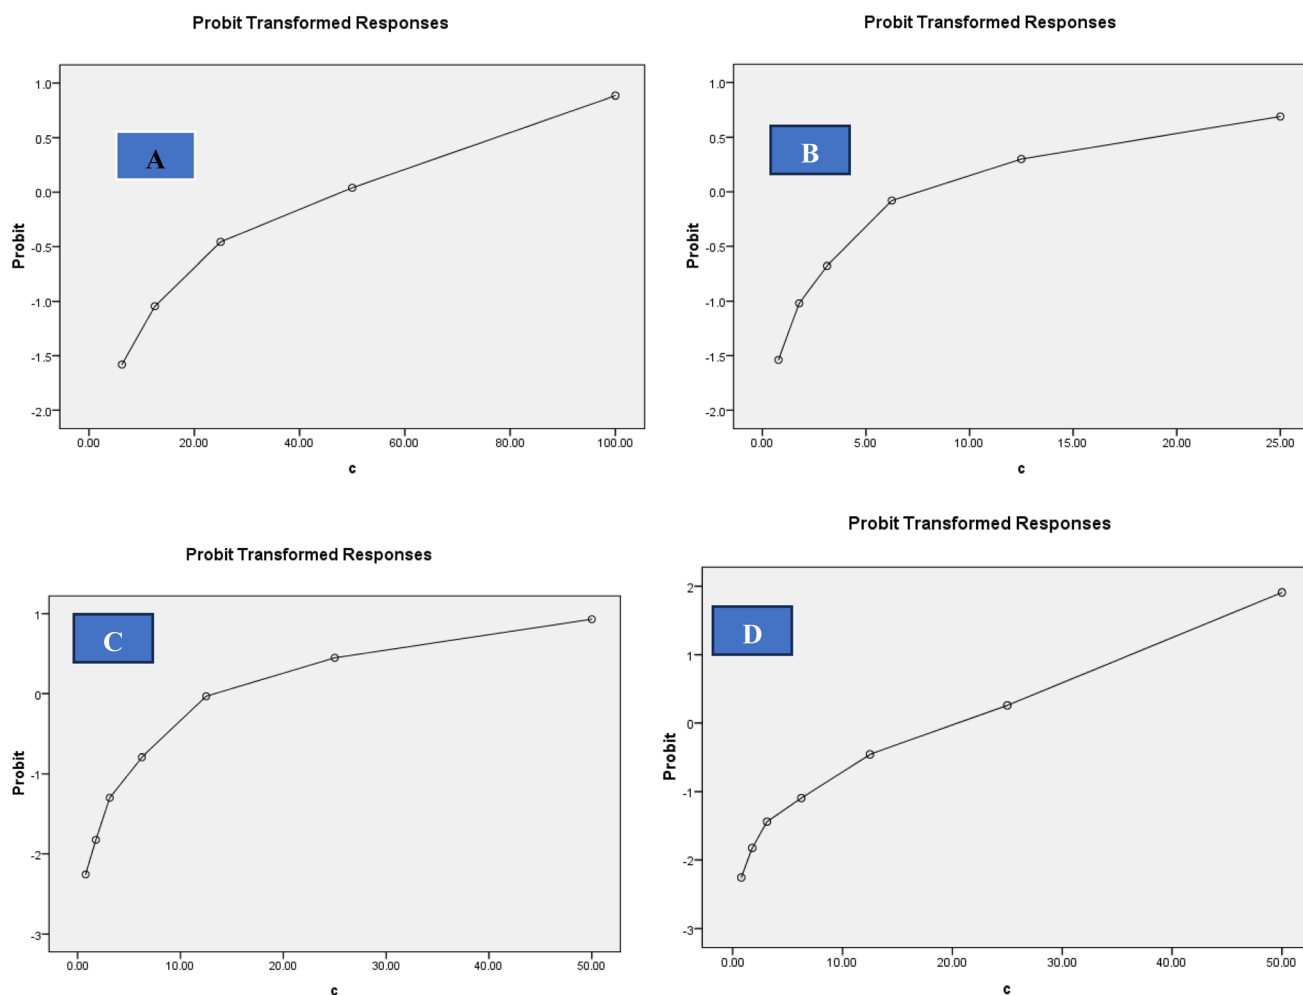 Probit Transformed Responses
1.0
0.5
0.0
-0.5
-1.0
-1.5
-2.0
Probit
A
0.00 20.00 40.00 60.00 80.00 100.00
c
Probit Transformed Responses
1.0
0.5
0.0
-0.5
-1.0
-1.5
-2.0
Probit
B
0.00 5.00 10.00 15.00 20.00 25.00
c
Probit Transformed Responses
1
0
-1
-2
-3
Probit
C
0.00 10.00 20.00 30.00 40.00 50.00
c
Probit Transformed Responses
2
1
0
-1
-2
-3
Probit
D
0.00 10.00 20.00 30.00 40.00 50.00
c